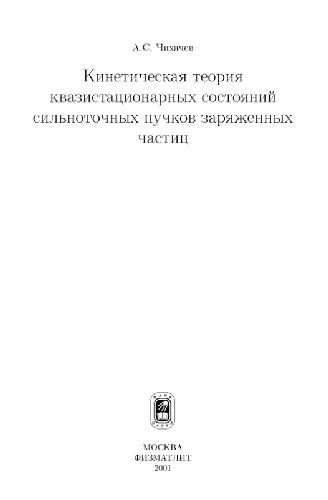 А.С. Чихачев
Кинетическая теория
квазистационарных состояний
сильноточных пучков заряженных
частиц
МОСКВА
ФИЗМАТЛИТ
2001